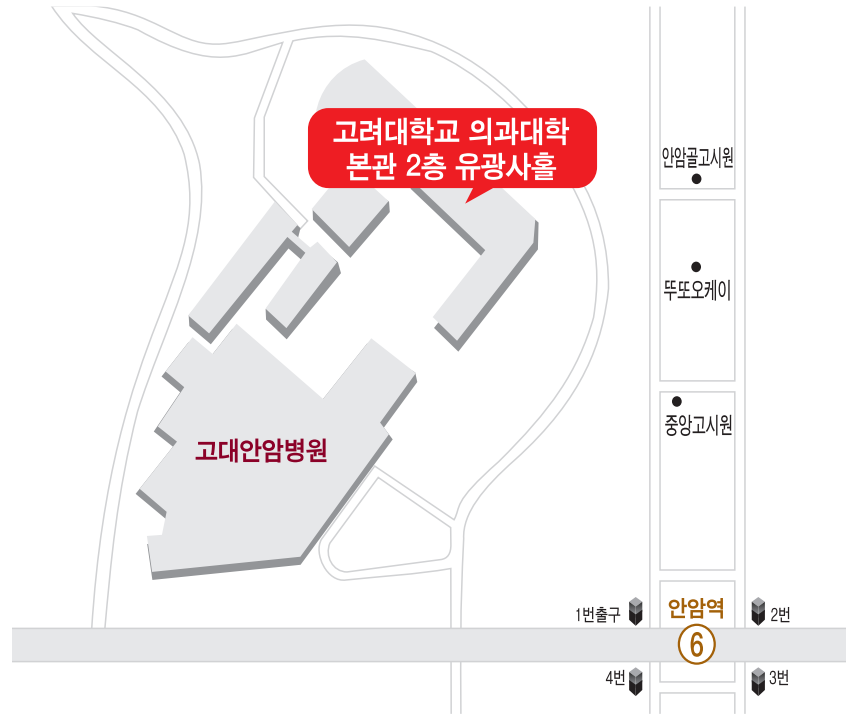 고려대학교 의과대학
본관 2층 유광사홀
안암골고시원
뚜또오케이
중앙고시원
고대안암병원
1번출구
안암역
2번
6
4번
3번